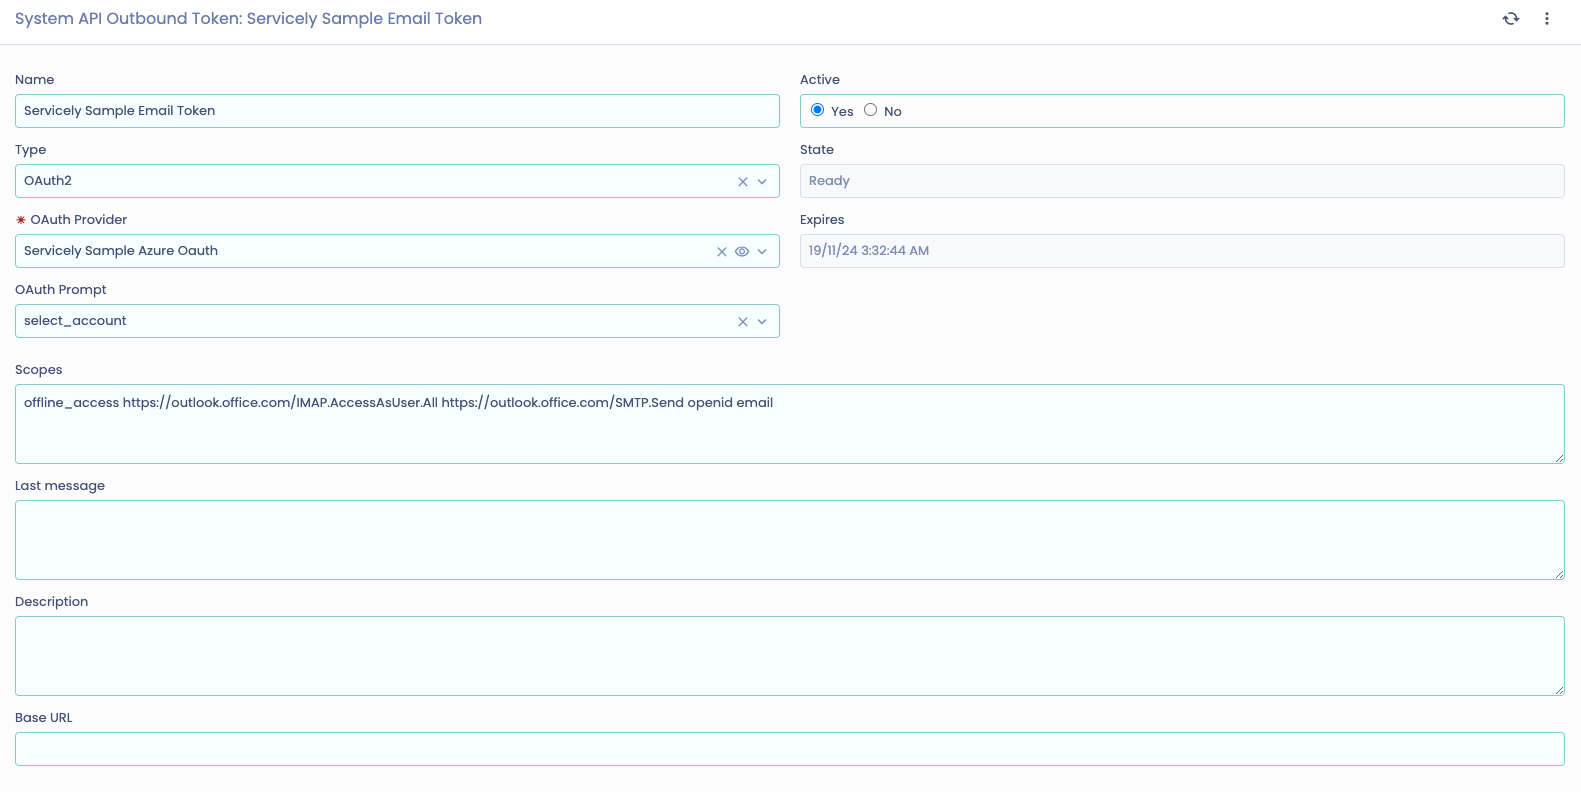 System API Outbound Token: Servicely Sample Email Token
Name
Servicely Sample Email Token
Active
Yes No
Type
OAuth2
State
Ready
* OAuth Provider
Servicely Sample Azure Oauth
Expires
19/11/24 3:32:44 AM
OAuth Prompt
select_account
Scopes
offline_access https://outlook.office.com/IMAP.AccessAsUser.All https://outlook.office.com/SMTP.Send openid email
Last message
Description
Base URL